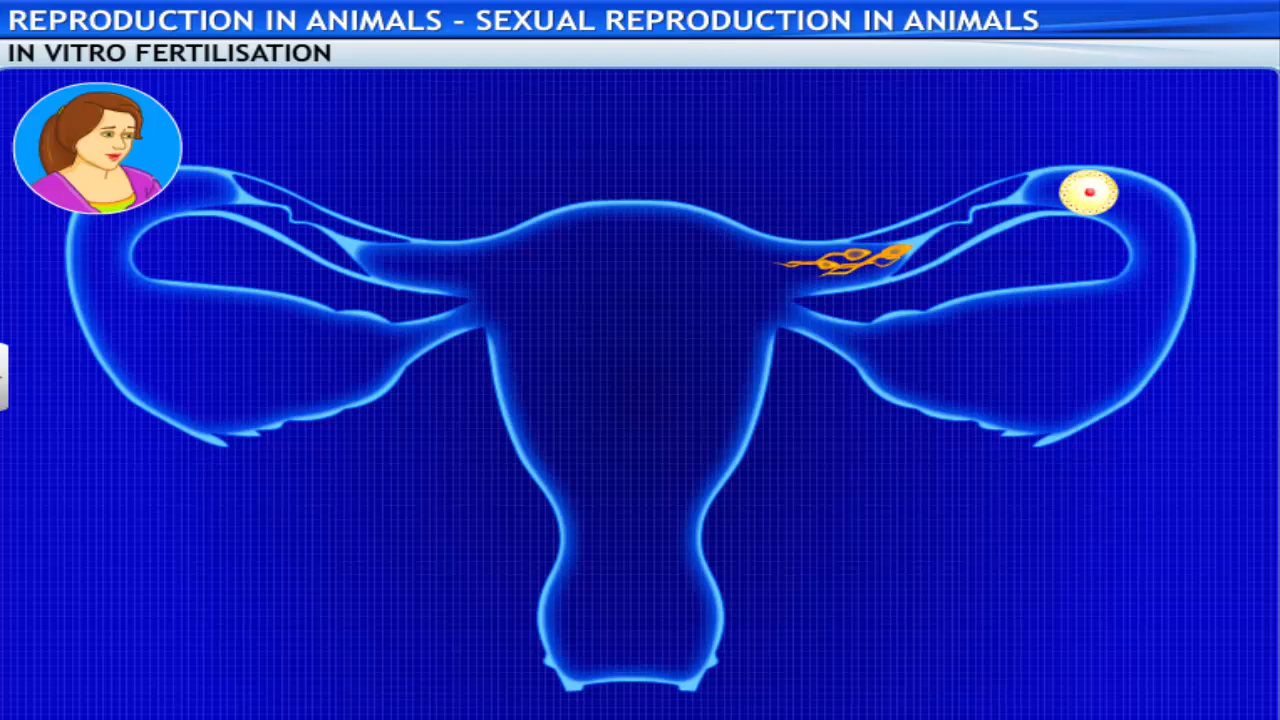 REPRODUCTION IN ANIMALS - SEXUAL REPRODUCTION IN ANIMALS
IN VITRO FERTILISATION